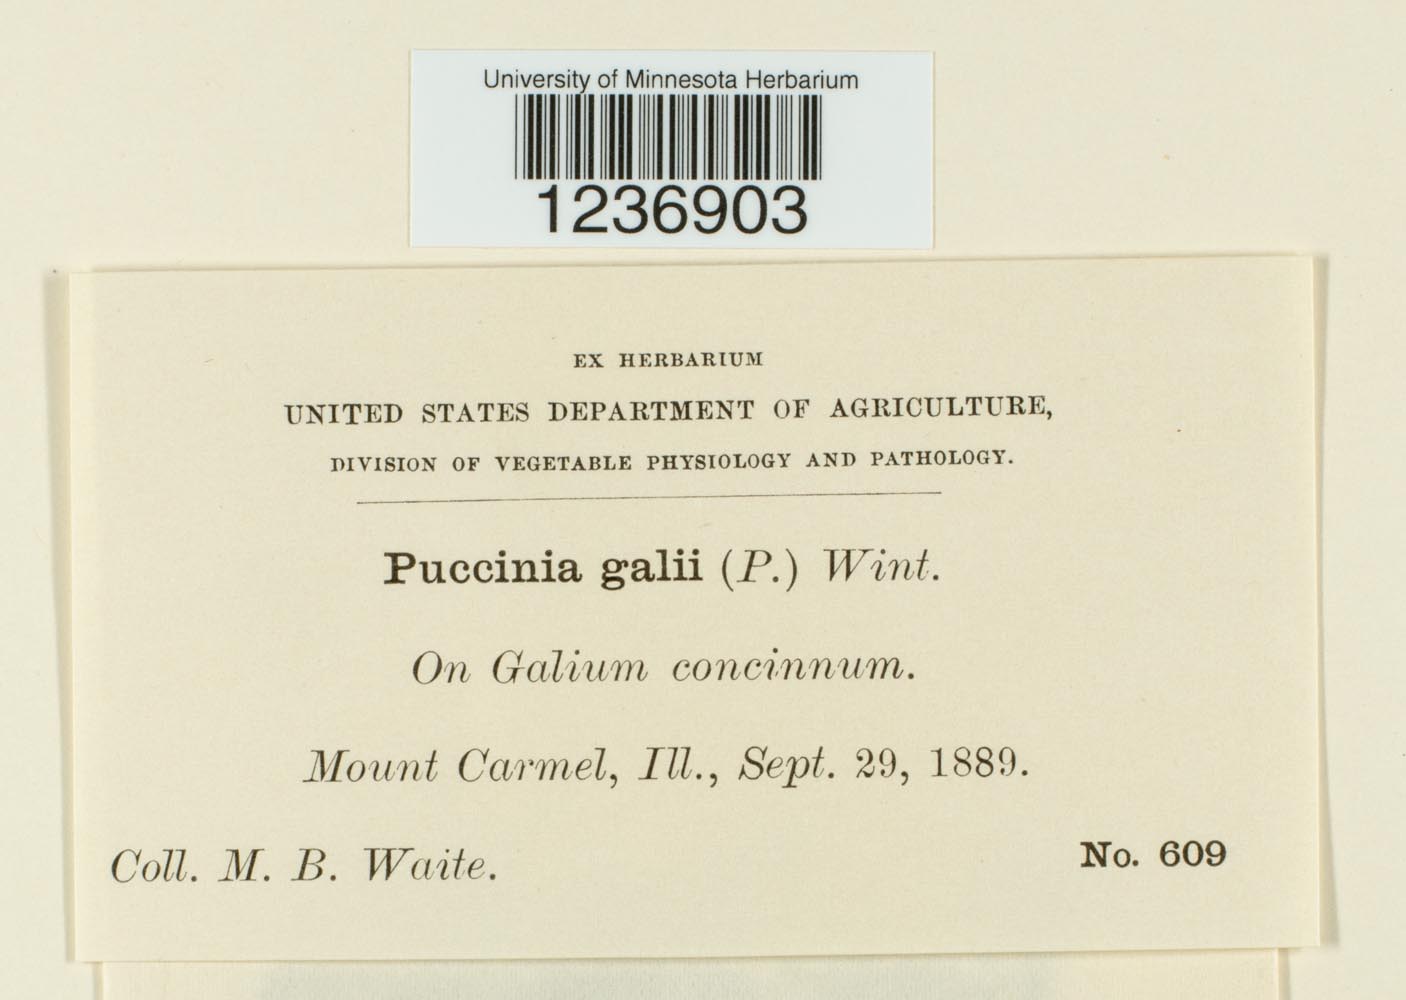 University of Minnesota Herbarium
1236903
EX HERBARIUM
UNITED STATES DEPARTMENT OF AGRICULTURE,
DIVISION OF VEGETABLE PHYSIOLOGY AND PATHOLOGY.
Puccinia galii (P.) Wint.
On Galium concinnum.
Mount Carmel, Ill., Sept. 29, 1889.
Coll. M. B. Waite.
No. 609